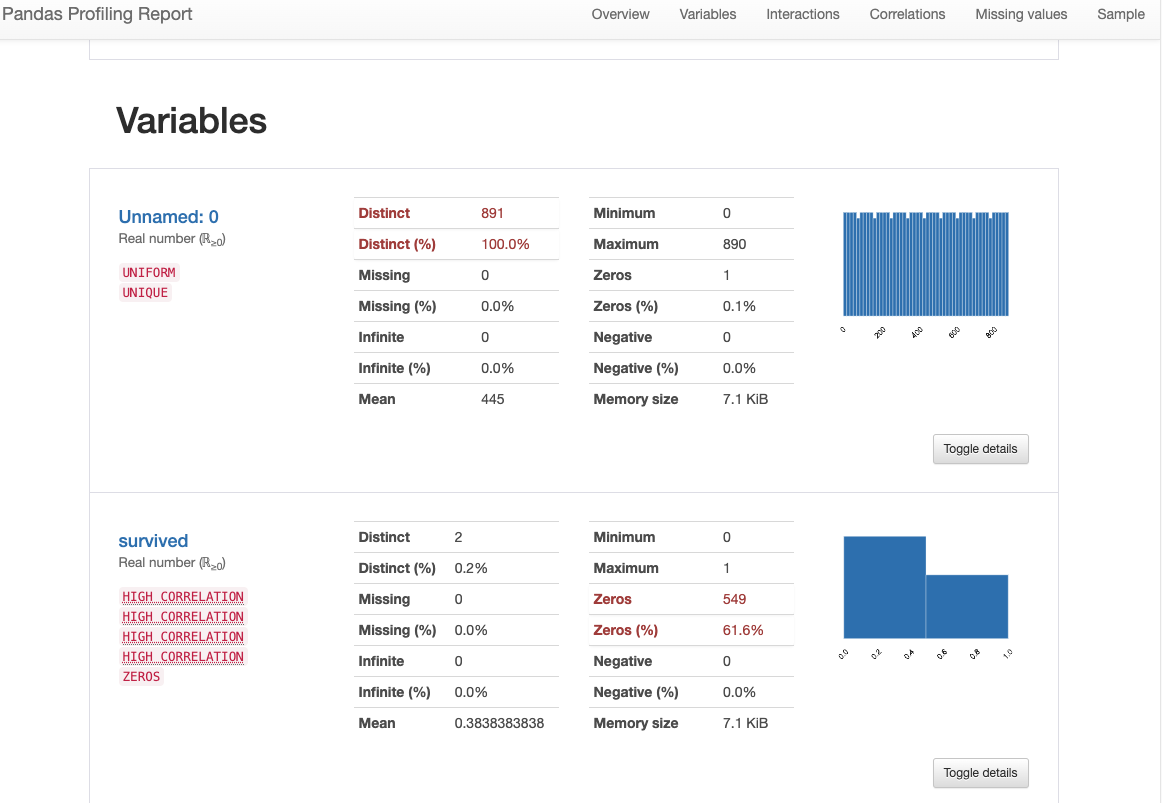 Pandas Profiling Report
Overview Variables Interactions Correlations Missing values Sample
Variables
Unnamed: 0
Real number (ℝ≥0)
UNIFORM
UNIQUE
Distinct 891
Distinct (%) 100.0%
Missing 0
Missing (%) 0.0%
Infinite 0
Infinite (%) 0.0%
Mean 445
Minimum 0
Maximum 890
Zeros 1
Zeros (%) 0.1%
Negative 0
Negative (%) 0.0%
Memory size 7.1 KiB
0 200 400 600 800
Toggle details
survived
Real number (ℝ≥0)
HIGH CORRELATION
HIGH CORRELATION
HIGH CORRELATION
HIGH CORRELATION
ZEROS
Distinct 2
Distinct (%) 0.2%
Missing 0
Missing (%) 0.0%
Infinite 0
Infinite (%) 0.0%
Mean 0.3838383838
Minimum 0
Maximum 1
Zeros 549
Zeros (%) 61.6%
Negative 0
Negative (%) 0.0%
Memory size 7.1 KiB
0.0 0.2 0.4 0.6 0.8 1.0
Toggle details